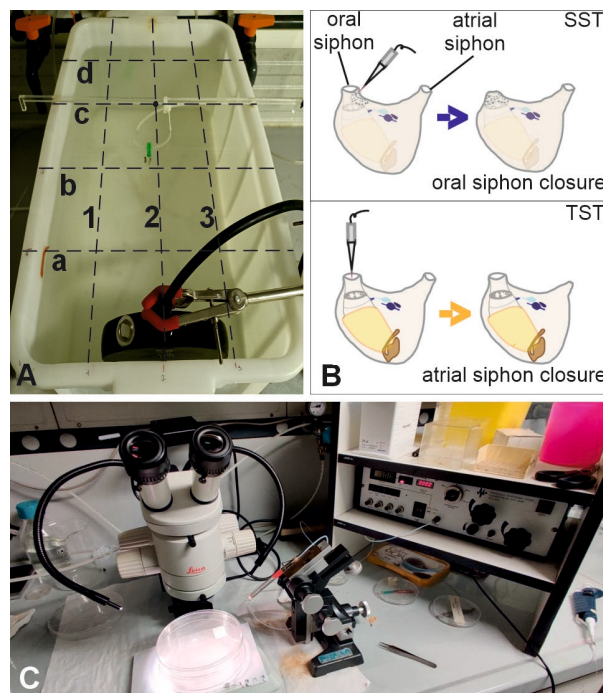 d
c
b
1 2 3
a
A
oral siphon
atrial siphon
SST
oral siphon closure
TST
B
atrial siphon closure
Leica
C